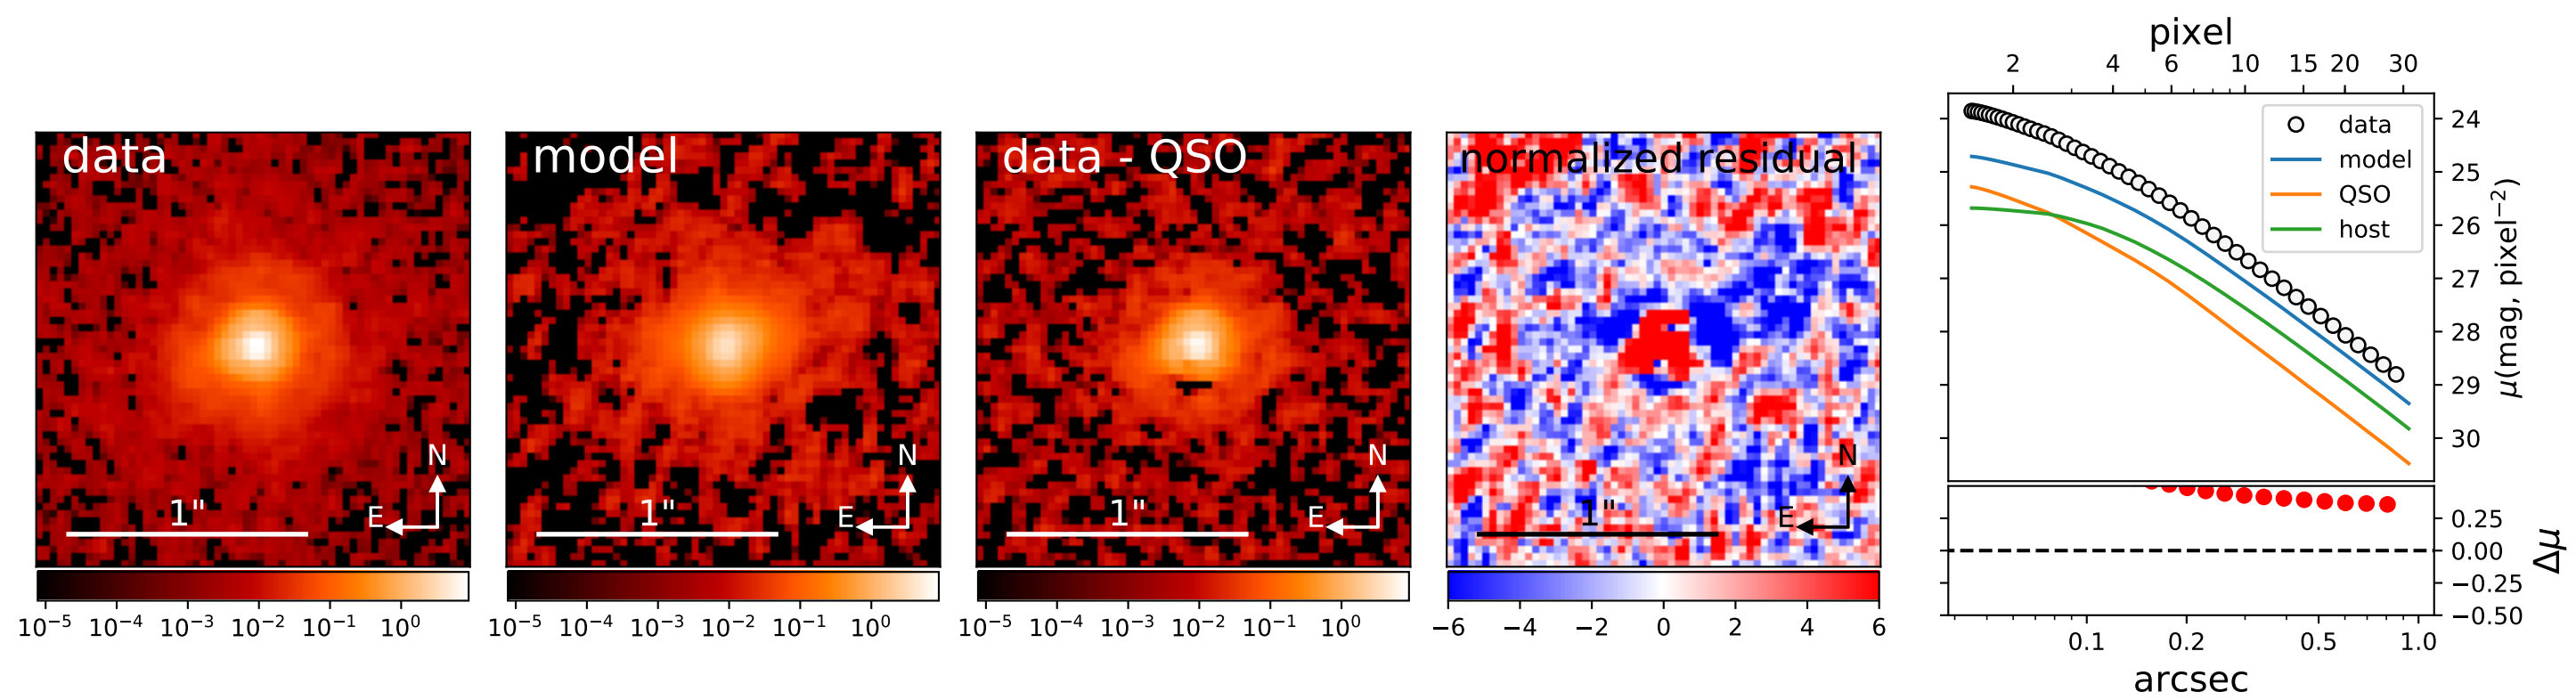 data
N
E
1"
10⁻⁵ 10⁻⁴ 10⁻³ 10⁻² 10⁻¹ 10⁰
model
N
E
1"
10⁻⁵ 10⁻⁴ 10⁻³ 10⁻² 10⁻¹ 10⁰
data - QSO
N
E
1"
10⁻⁵ 10⁻⁴ 10⁻³ 10⁻² 10⁻¹ 10⁰
normalized residual
N
E
1"
−6 −4 −2 0 2 4 6
pixel
2 4 6 10 15 20 30
data
model
QSO
host
24
25
26
27
28
29
30
μ(mag, pixel⁻²)
0.25
0.00
−0.25
−0.50
Δμ
0.1 0.2 0.5 1.0
arcsec